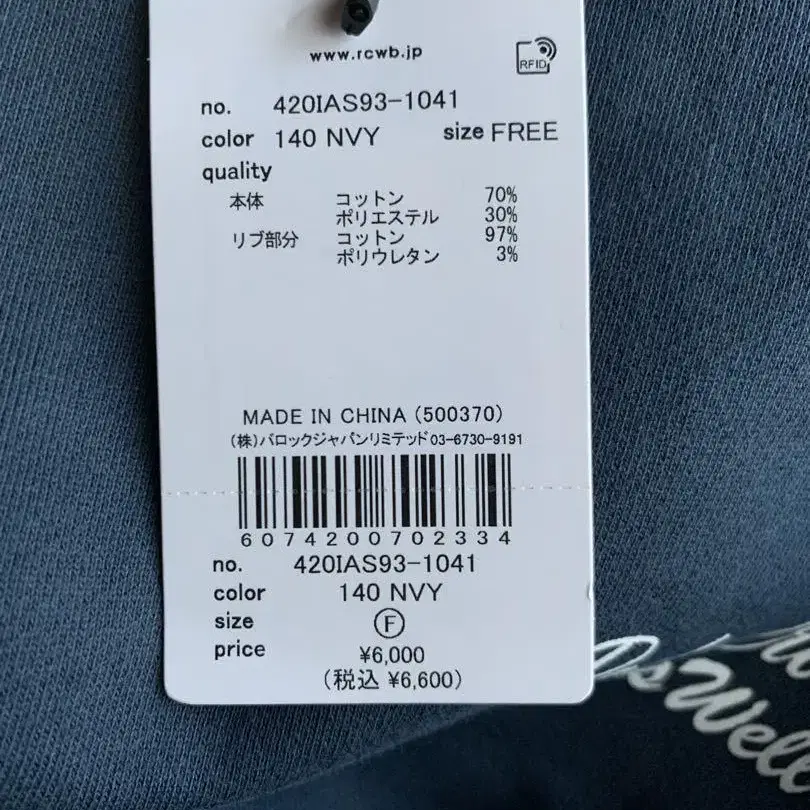 www.rcwb.jp
RFID
no. 420IAS93-1041
color 140 NVY size FREE
quality
本体 コットン 70%
ポリエステル 30%
リブ部分 コットン 97%
ポリウレタン 3%
MADE IN CHINA (500370)
(株)バロックジャパンリミテッド03-6730-9191
6074200702334
no. 420IAS93-1041
color 140 NVY
size Ⓕ
price ¥6,000
(税込 ¥6,600)
Well